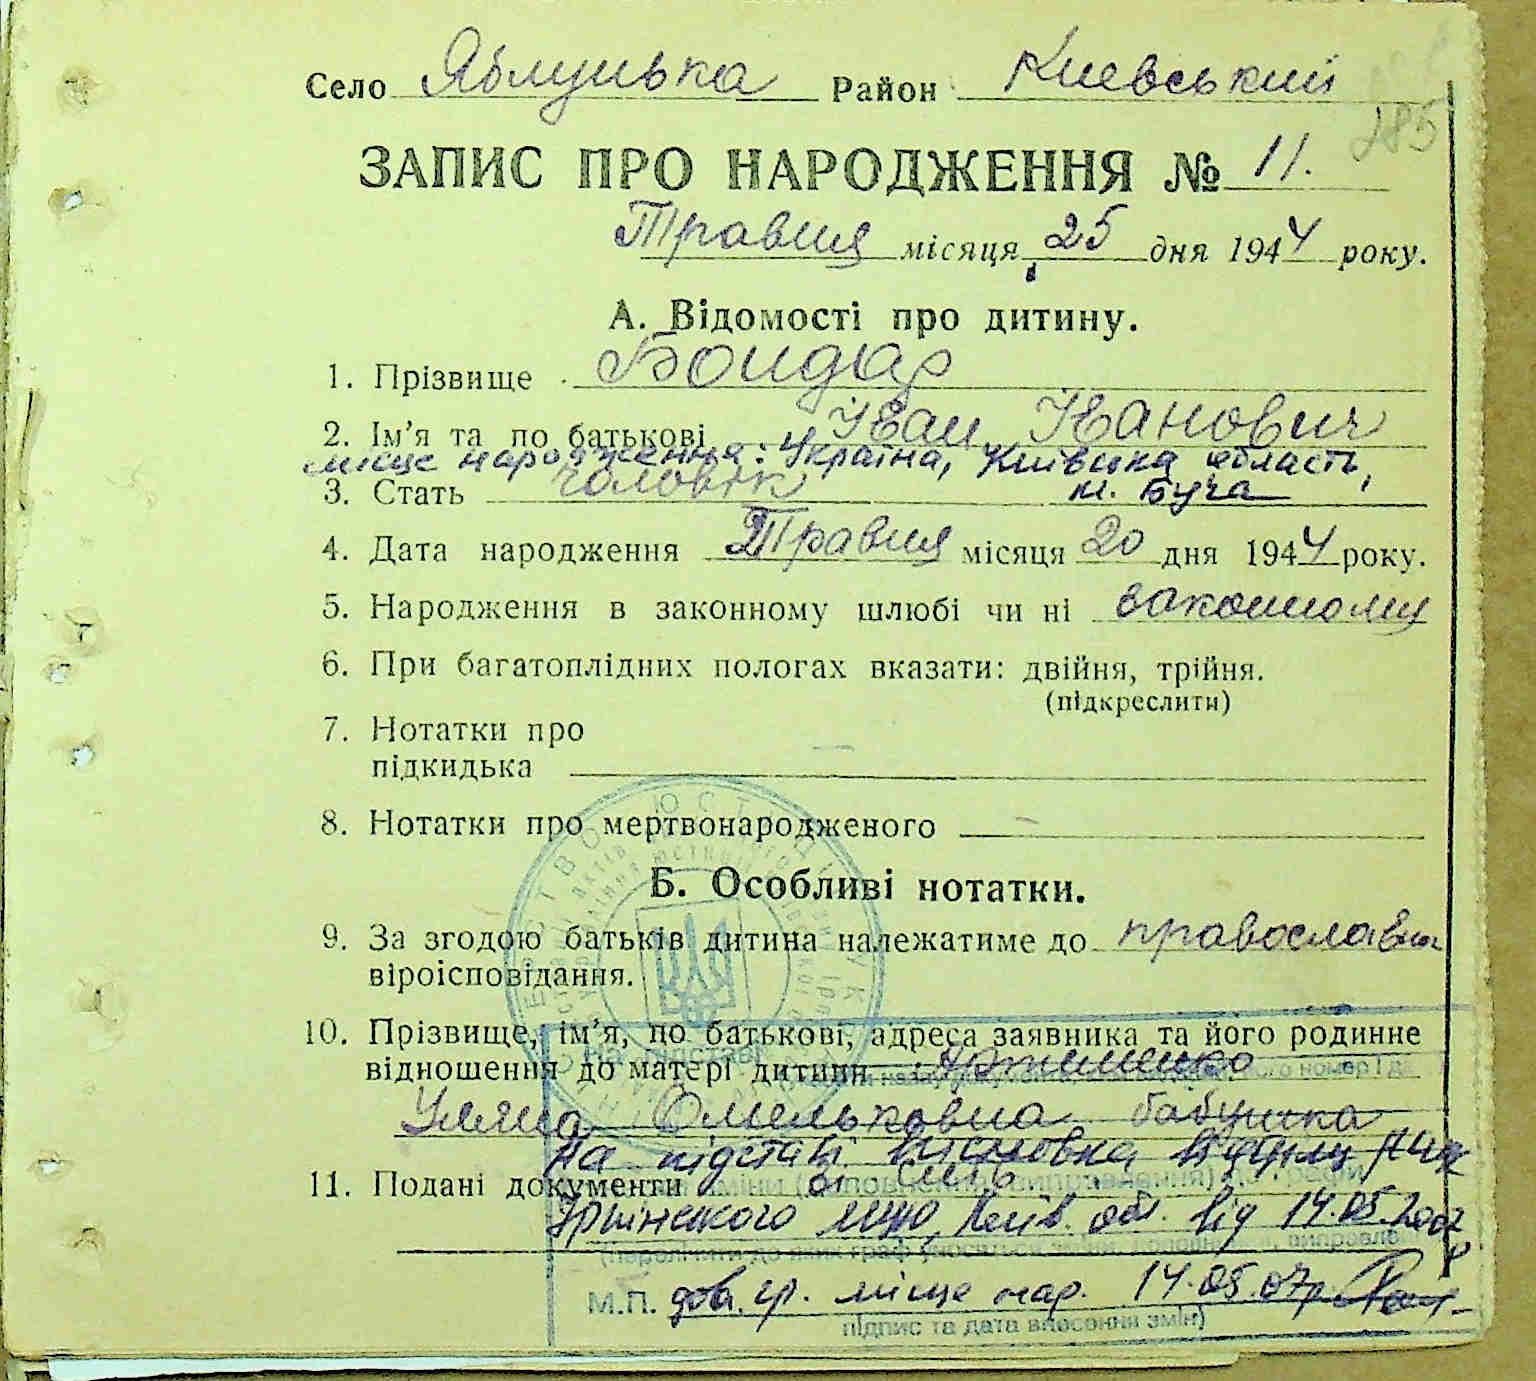 Село Яблунька Район Киевський
285
ЗАПИС ПРО НАРОДЖЕННЯ № 11.
Травня місяця 25 дня 1944 року.
А. Відомості про дитину.
1. Прізвище Бондар
2. Ім'я та по батькові Іван Іванович
місце народження: Україна, Київська область,
3. Стать чоловік м. Буча
4. Дата народження Травня місяця 20 дня 1944 року.
5. Народження в законному шлюбі чи ні законному
6. При багатоплідних пологах вказати: двійня, трійня.
(підкреслити)
7. Нотатки про
підкидька
8. Нотатки про мертвонародженого
Б. Особливі нотатки.
9. За згодою батьків дитина належатиме до православна
віроісповідання.
10. Прізвище, ім'я, по батькові, адреса заявника та його родинне
відношення до матері дитини
Уляна Омельковна бабушка
На підставі висновка відділу
11. Подані документи
Ірпінського Київ. обл. від 14.05.2007
М.П. дов. гр. місце нар. 14.05.07р.
підпис та дата внесення змін)